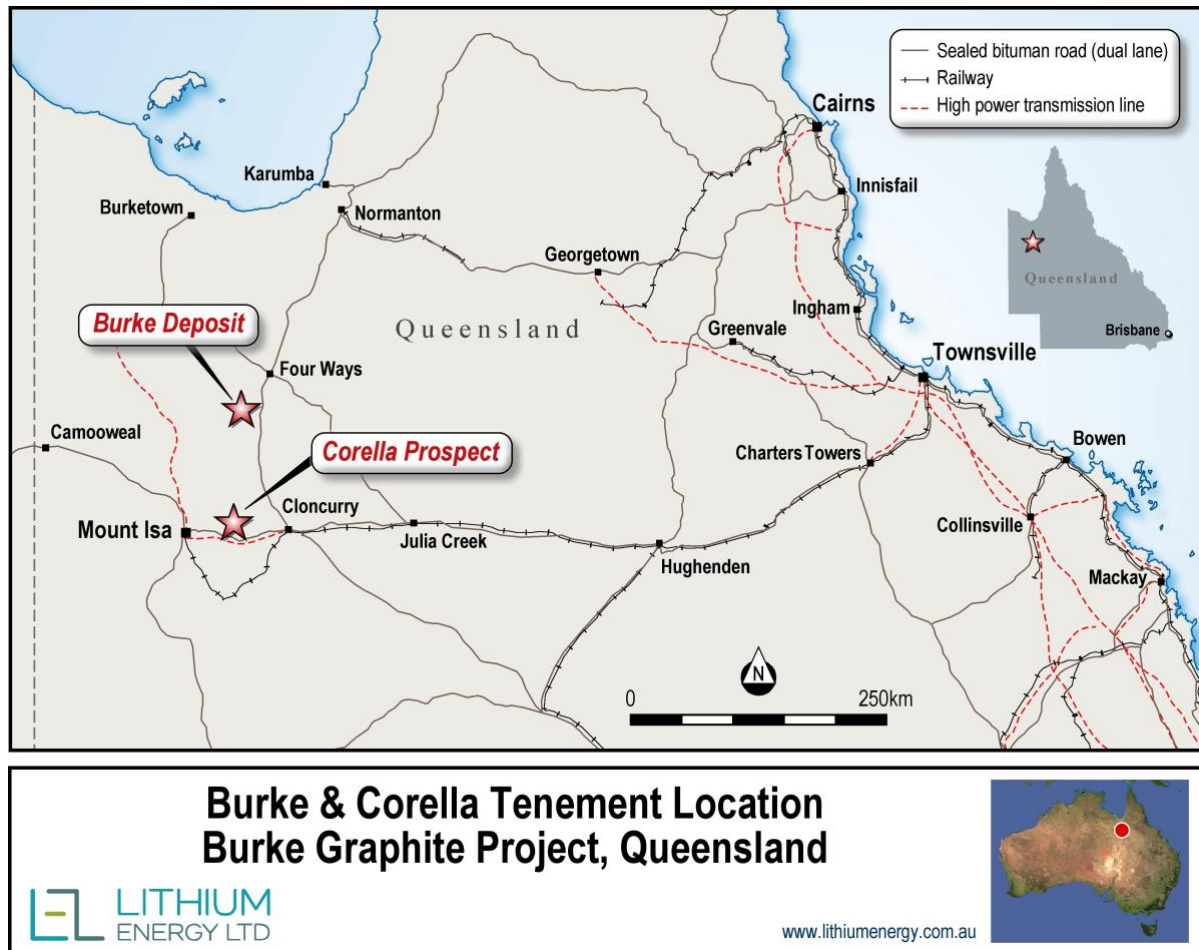 Sealed bituman road (dual lane)
Railway
High power transmission line
Cairns
Karumba
Innisfail
Burketown
Normanton
Georgetown
Queensland
Burke Deposit
Queensland
Ingham
Greenvale
Brisbane
Four Ways
Townsville
Camooweal
Corella Prospect
Charters Towers
Bowen
Mount Isa
Cloncurry
Julia Creek
Collinsville
Hughenden
Mackay
N
0 250km
Burke & Corella Tenement Location
Burke Graphite Project, Queensland
LITHIUM
ENERGY LTD
www.lithiumenergy.com.au